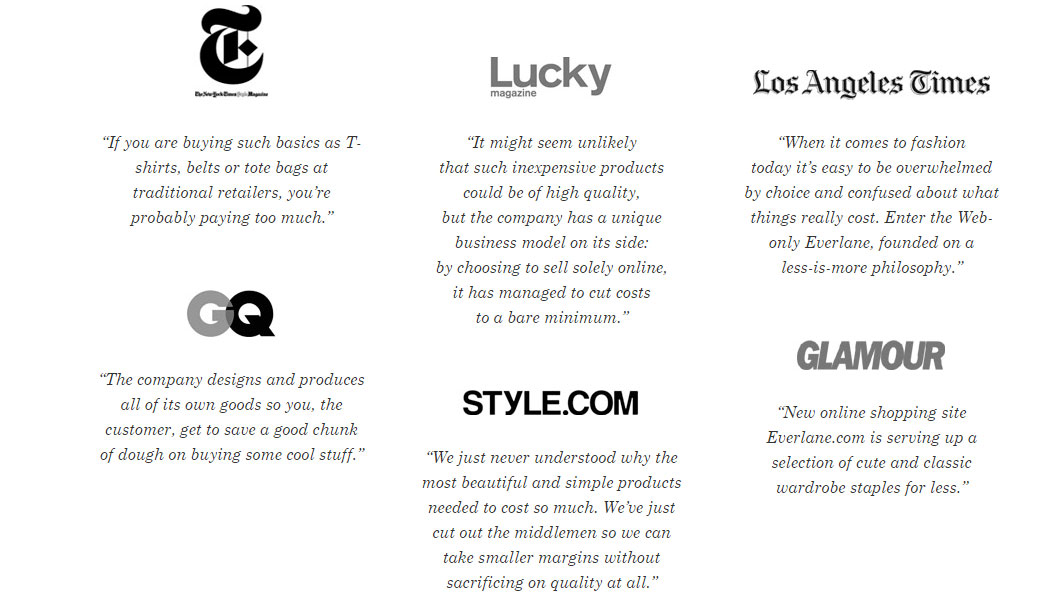 T
The New York Times Style Magazine
“If you are buying such basics as T-
shirts, belts or tote bags at
traditional retailers, you’re
probably paying too much.”
GQ
“The company designs and produces
all of its own goods so you, the
customer, get to save a good chunk
of dough on buying some cool stuff.”
Lucky
magazine
“It might seem unlikely
that such inexpensive products
could be of high quality,
but the company has a unique
business model on its side:
by choosing to sell solely online,
it has managed to cut costs
to a bare minimum.”
STYLE.COM
“We just never understood why the
most beautiful and simple products
needed to cost so much. We’ve just
cut out the middlemen so we can
take smaller margins without
sacrificing on quality at all.”
Los Angeles Times
“When it comes to fashion
today it’s easy to be overwhelmed
by choice and confused about what
things really cost. Enter the Web-
only Everlane, founded on a
less-is-more philosophy.”
GLAMOUR
“New online shopping site
Everlane.com is serving up a
selection of cute and classic
wardrobe staples for less.”